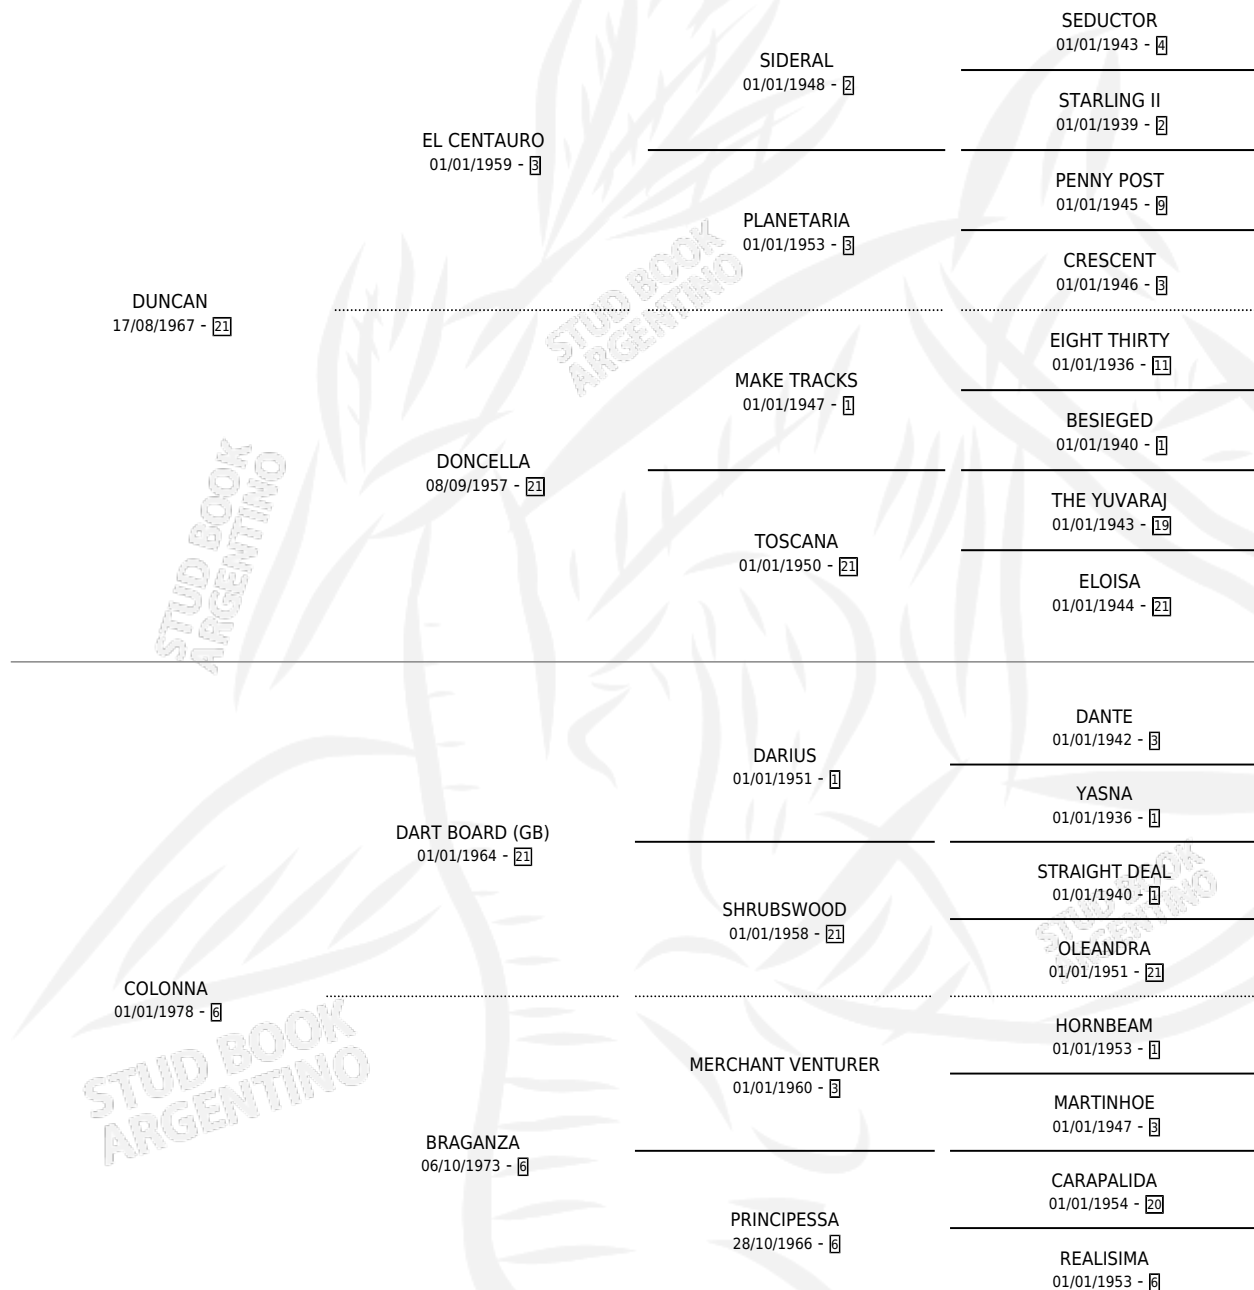 SEDUCTOR
01/01/1943 - 4
SIDERAL
01/01/1948 - 2
STARLING II
01/01/1939 - 2
EL CENTAURO
01/01/1959 - 3
PENNY POST
01/01/1945 - 9
PLANETARIA
01/01/1953 - 3
CRESCENT
01/01/1946 - 3
DUNCAN
17/08/1967 - 21
EIGHT THIRTY
01/01/1936 - 11
MAKE TRACKS
01/01/1947 - 1
BESIEGED
01/01/1940 - 1
DONCELLA
08/09/1957 - 21
THE YUVARAJ
01/01/1943 - 19
TOSCANA
01/01/1950 - 21
ELOISA
01/01/1944 - 21
STUD BOOK
ARGENTINO
STUD BOOK
ARGENTINO
DANTE
01/01/1942 - 3
DARIUS
01/01/1951 - 1
YASNA
01/01/1936 - 1
DART BOARD (GB)
01/01/1964 - 21
STRAIGHT DEAL
01/01/1940 - 1
SHRUBSWOOD
01/01/1958 - 21
OLEANDRA
01/01/1951 - 21
COLONNA
01/01/1978 - 6
HORNBEAM
01/01/1953 - 1
MERCHANT VENTURER
01/01/1960 - 3
MARTINHOE
01/01/1947 - 3
BRAGANZA
06/10/1973 - 6
CARAPALIDA
01/01/1954 - 20
PRINCIPESSA
28/10/1966 - 6
REALISIMA
01/01/1953 - 6
STUD BOOK
ARGENTINO
STUD BOOK
ARGENTINO